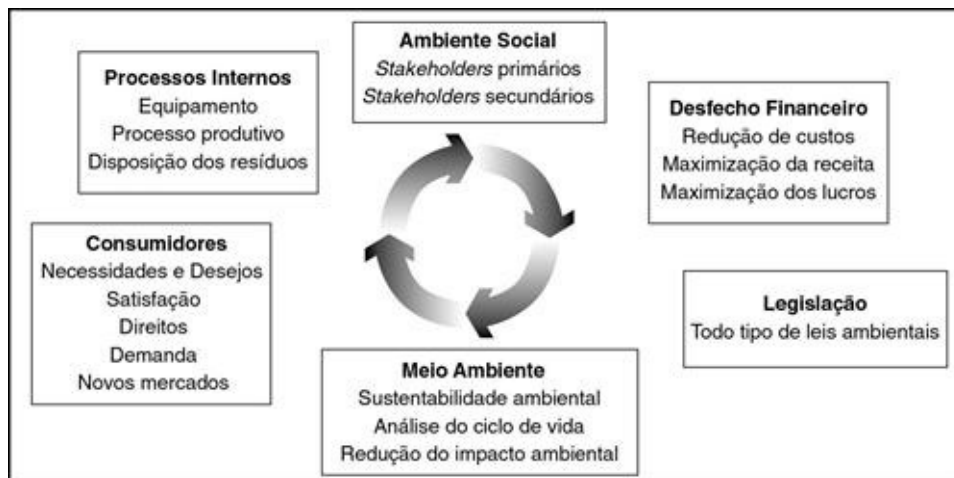 Ambiente Social
Stakeholders primários
Stakeholders secundários
Processos Internos
Equipamento
Processo produtivo
Disposição dos resíduos
Desfecho Financeiro
Redução de custos
Maximização da receita
Maximização dos lucros
Consumidores
Necessidades e Desejos
Satisfação
Direitos
Demanda
Novos mercados
Legislação
Todo tipo de leis ambientais
Meio Ambiente
Sustentabilidade ambiental
Análise do ciclo de vida
Redução do impacto ambiental